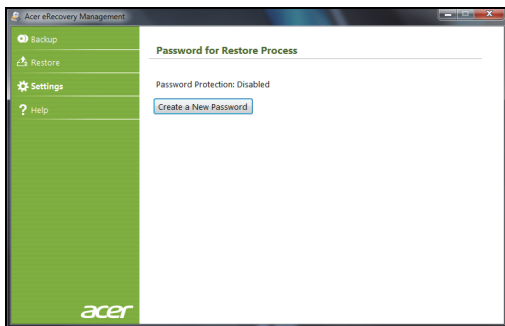 Acer eRecovery Management
Backup
Restore
Settings
? Help
Password for Restore Process
Password Protection: Disabled
Create a New Password
acer